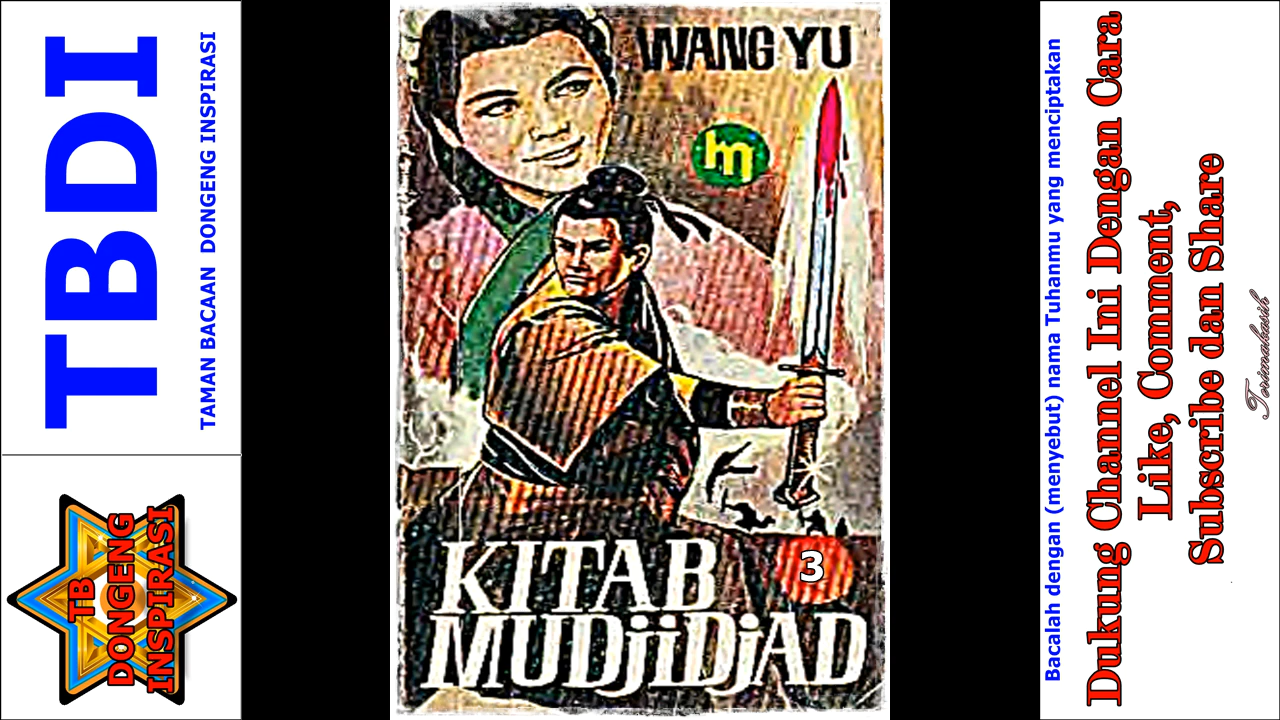 TBDI
TAMAN BACAAN DONGENG INSPIRASI
TB
DONGENG
INSPIRASI
WANG YU
hm
3
KITAB
MUDjiDjAD
Bacalah dengan (menyebut) nama Tuhanmu yang menciptakan
Dukung Channel Ini Dengan Cara
Like, Comment,
Subscribe dan Share
Terimakasih